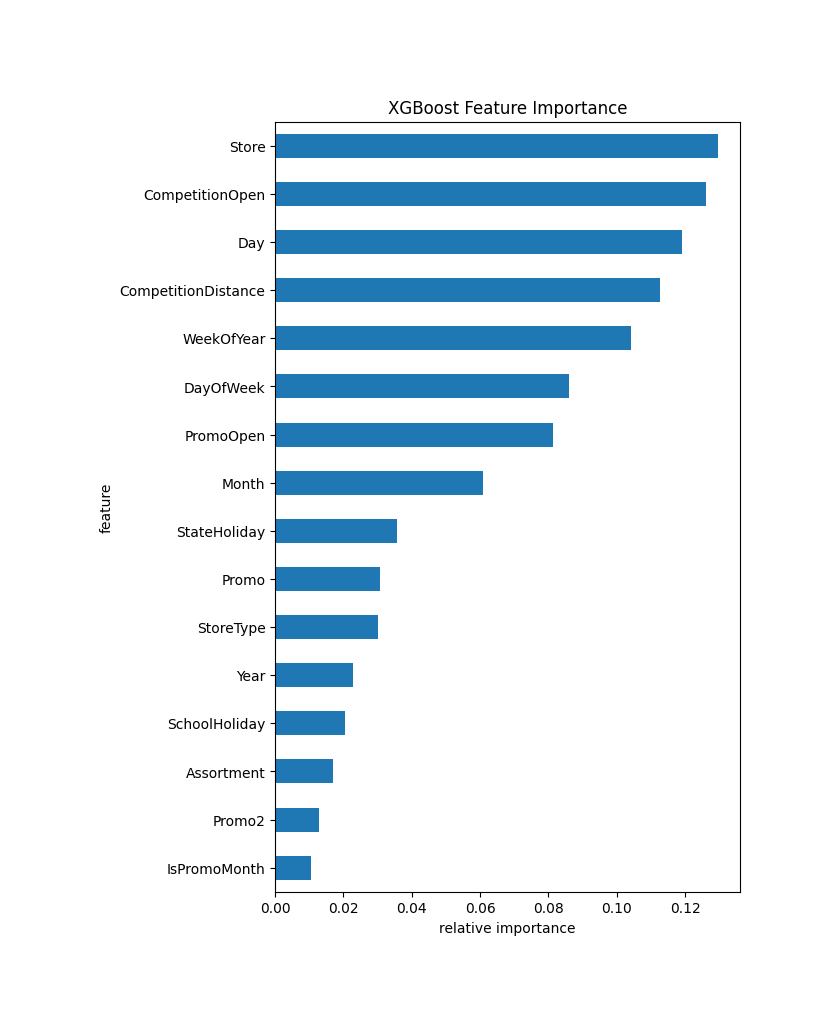 XGBoost Feature Importance
Store
CompetitionOpen
Day
CompetitionDistance
WeekOfYear
DayOfWeek
PromoOpen
Month
StateHoliday
Promo
StoreType
Year
SchoolHoliday
Assortment
Promo2
IsPromoMonth
feature
0.00 0.02 0.04 0.06 0.08 0.10 0.12
relative importance